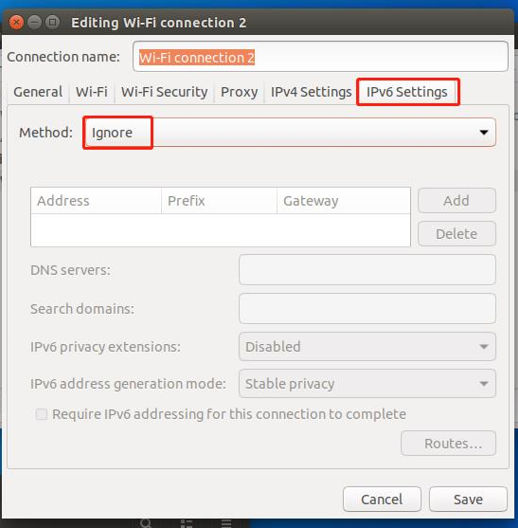 Editing Wi-Fi connection 2
Connection name: Wi-Fi connection 2
General Wi-Fi Wi-Fi Security Proxy IPv4 Settings IPv6 Settings
Method: Ignore
Address Prefix Gateway Add
Delete
DNS servers:
Search domains:
IPv6 privacy extensions: Disabled
IPv6 address generation mode: Stable privacy
Require IPv6 addressing for this connection to complete
Routes...
Cancel Save